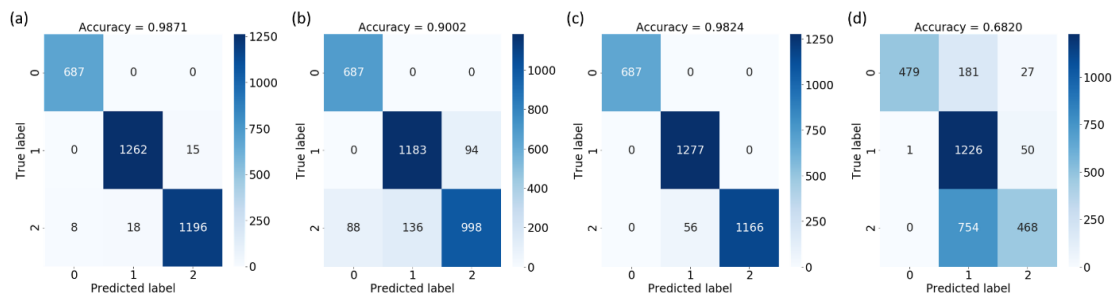 (a)
Accuracy = 0.9871
True label
0
1
2
687 0 0
0 1262 15
8 18 1196
0 1 2
Predicted label
1250
1000
750
500
250
0
(b)
Accuracy = 0.9002
True label
0
1
2
687 0 0
0 1183 94
88 136 998
0 1 2
Predicted label
1000
800
600
400
200
0
(c)
Accuracy = 0.9824
True label
0
1
2
687 0 0
0 1277 0
0 56 1166
0 1 2
Predicted label
1250
1000
750
500
250
0
(d)
Accuracy = 0.6820
True label
0
1
2
479 181 27
1 1226 50
0 754 468
0 1 2
Predicted label
1000
800
600
400
200
0